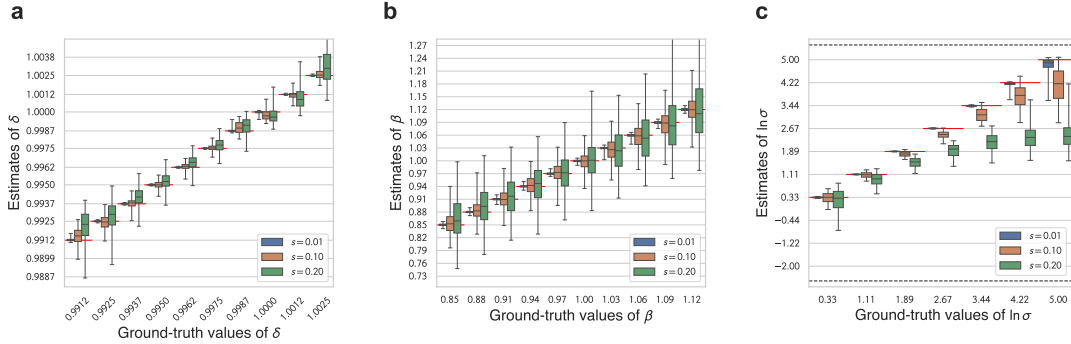 a
Estimates of δ
1.0038
1.0025
1.0012
1.0000
0.9987
0.9975
0.9962
0.9950
0.9937
0.9925
0.9912
0.9899
0.9887
s = 0.01
s = 0.10
s = 0.20
0.9912 0.9925 0.9937 0.9950 0.9962 0.9975 0.9987 1.0000 1.0012 1.0025
Ground-truth values of δ
b
Estimates of β
1.27
1.24
1.21
1.18
1.15
1.12
1.09
1.06
1.03
1.00
0.97
0.94
0.91
0.88
0.85
0.82
0.79
0.76
0.73
s = 0.01
s = 0.10
s = 0.20
0.85 0.88 0.91 0.94 0.97 1.00 1.03 1.06 1.09 1.12
Ground-truth values of β
c
Estimates of ln σ
5.00
4.22
3.44
2.67
1.89
1.11
0.33
−0.44
−1.22
−2.00
s = 0.01
s = 0.10
s = 0.20
0.33 1.11 1.89 2.67 3.44 4.22 5.00
Ground-truth values of ln σ